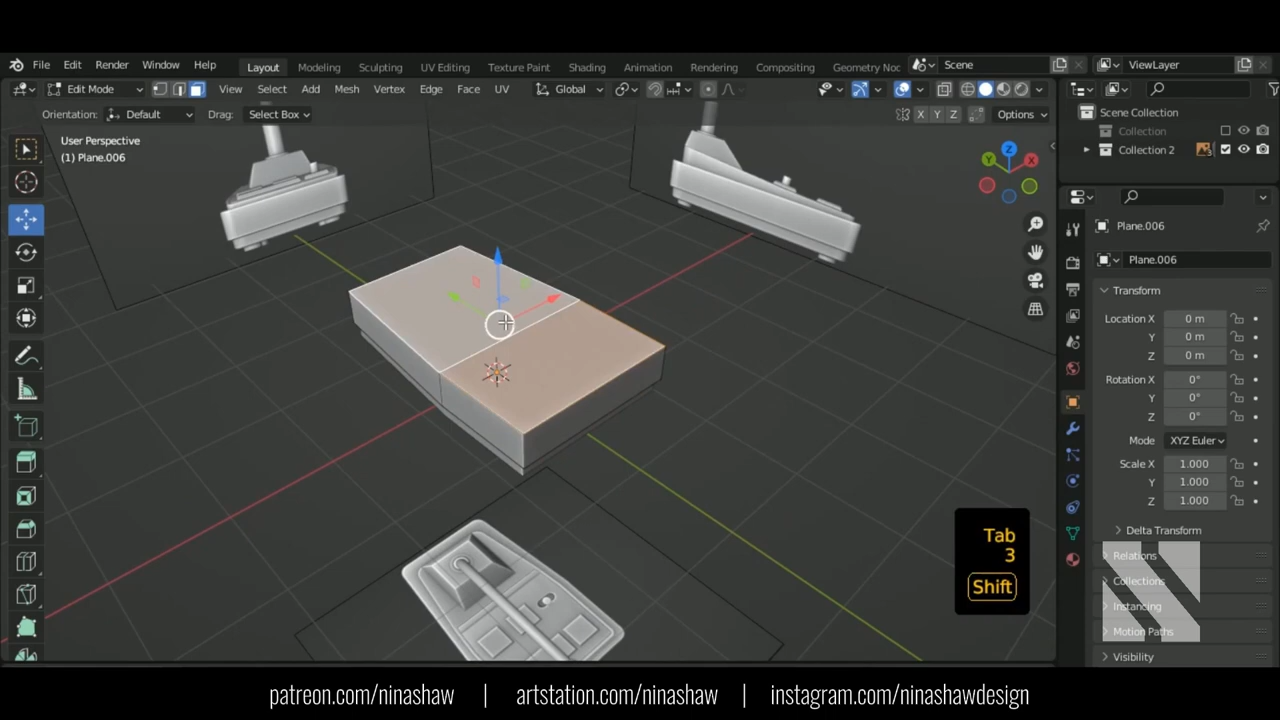 File Edit Render Window Help Layout Modeling Sculpting UV Editing Texture Paint Shading Animation Rendering Compositing Geometry Noc Scene ViewLayer
Edit Mode View Select Add Mesh Vertex Edge Face UV Global
Orientation: Default Drag: Select Box X Y Z Options
Scene Collection
Collection
Collection 2
User Perspective
(1) Plane.006
Z
Y
X
Plane.006
Plane.006
Transform
Location X 0 m
Y 0 m
Z 0 m
Rotation X 0°
Y 0°
Z 0°
Mode XYZ Euler
Scale X 1.000
Y 1.000
Z 1.000
Delta Transform
Relations
Collections
Instancing
Motion Paths
Visibility
Tab
3
Shift
patreon.com/ninashaw | artstation.com/ninashaw | instagram.com/ninashawdesign